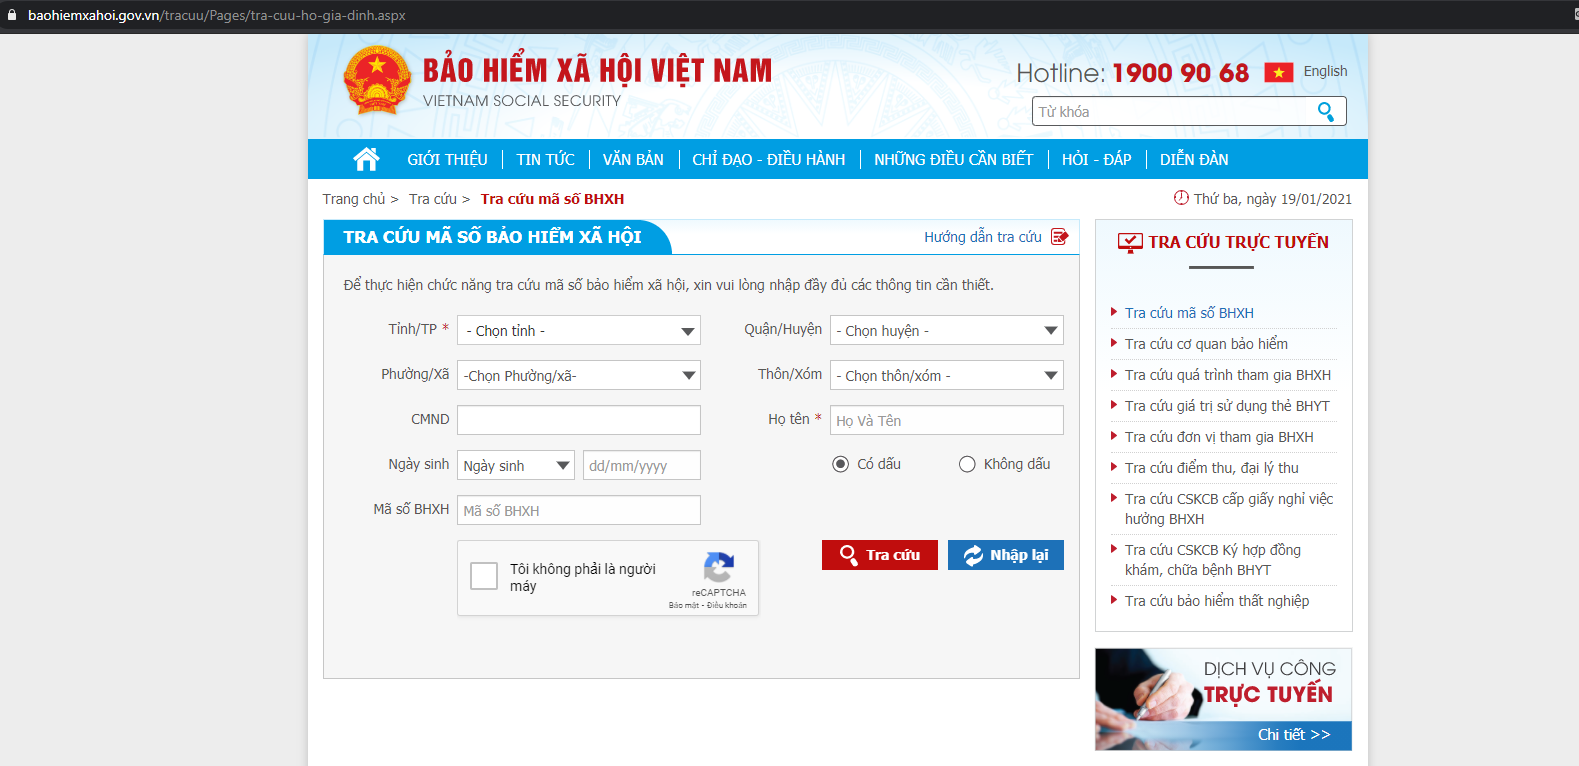 baohiemxahoi.gov.vn/tracuu/Pages/tra-cuu-ho-gia-dinh.aspx
BẢO HIỂM XÃ HỘI VIỆT NAM
VIETNAM SOCIAL SECURITY
Hotline: 1900 90 68
English
Từ khóa
GIỚI THIỆU
TIN TỨC
VĂN BẢN
CHỈ ĐẠO - ĐIỀU HÀNH
NHỮNG ĐIỀU CẦN BIẾT
HỎI - ĐÁP
DIỄN ĐÀN
Trang chủ > Tra cứu > Tra cứu mã số BHXH
Thứ ba, ngày 19/01/2021
TRA CỨU MÃ SỐ BẢO HIỂM XÃ HỘI
Hướng dẫn tra cứu
Để thực hiện chức năng tra cứu mã số bảo hiểm xã hội, xin vui lòng nhập đầy đủ các thông tin cần thiết.
Tỉnh/TP * - Chọn tỉnh -
Quận/Huyện - Chọn huyện -
Phường/Xã -Chọn Phường/xã-
Thôn/Xóm - Chọn thôn/xóm -
CMND
Họ tên * Họ Và Tên
Ngày sinh Ngày sinh dd/mm/yyyy
Có dấu
Không dấu
Mã số BHXH Mã số BHXH
Tôi không phải là người
máy
reCAPTCHA
Bảo mật - Điều khoản
Tra cứu
Nhập lại
TRA CỨU TRỰC TUYẾN
Tra cứu mã số BHXH
Tra cứu cơ quan bảo hiểm
Tra cứu quá trình tham gia BHXH
Tra cứu giá trị sử dụng thẻ BHYT
Tra cứu đơn vị tham gia BHXH
Tra cứu điểm thu, đại lý thu
Tra cứu CSKCB cấp giấy nghỉ việc
hưởng BHXH
Tra cứu CSKCB Ký hợp đồng
khám, chữa bệnh BHYT
Tra cứu bảo hiểm thất nghiệp
DỊCH VỤ CÔNG
TRỰC TUYẾN
Chi tiết >>